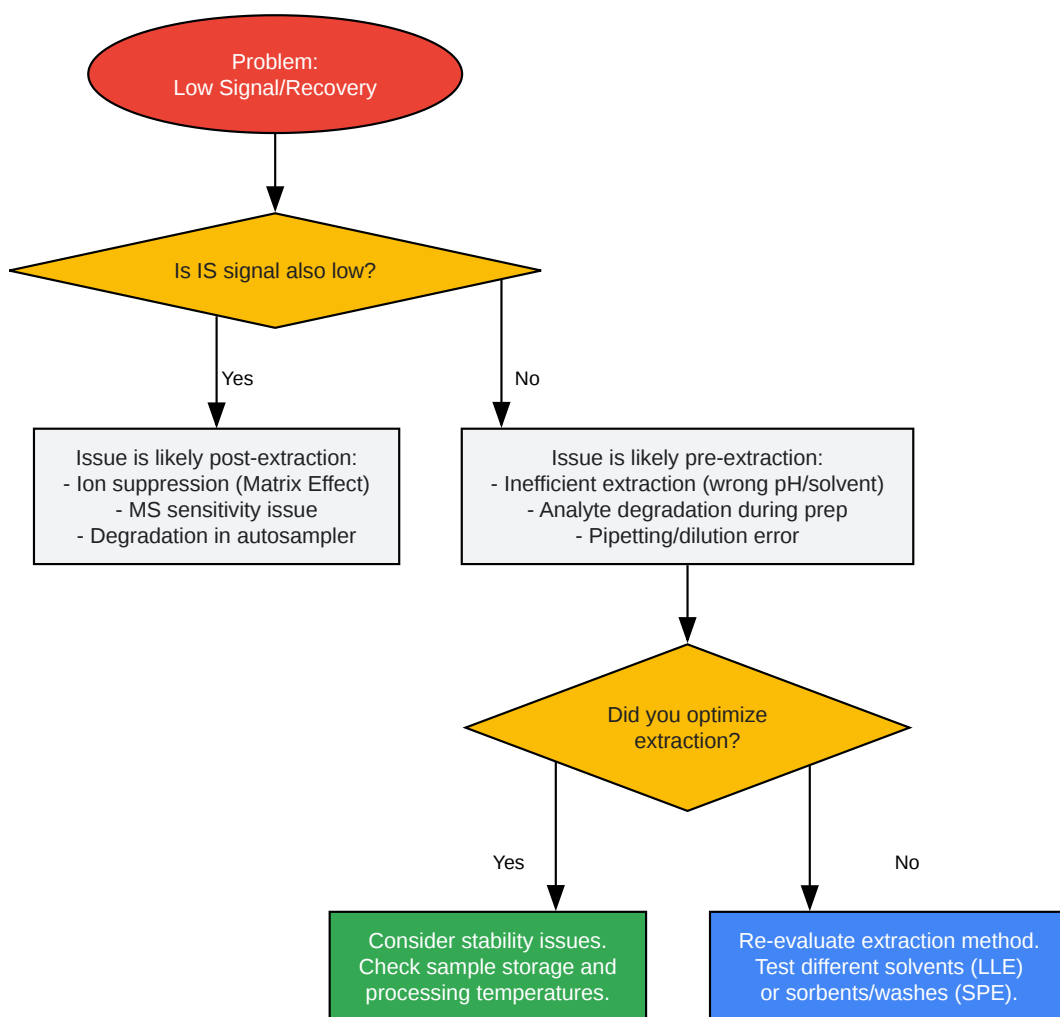 Problem:
Low Signal/Recovery
Is IS signal also low?
Yes
No
Issue is likely post-extraction:
- Ion suppression (Matrix Effect)
- MS sensitivity issue
- Degradation in autosampler
Issue is likely pre-extraction:
- Inefficient extraction (wrong pH/solvent)
- Analyte degradation during prep
- Pipetting/dilution error
Did you optimize
extraction?
Yes
No
Consider stability issues.
Check sample storage and
processing temperatures.
Re-evaluate extraction method.
Test different solvents (LLE)
or sorbents/washes (SPE).